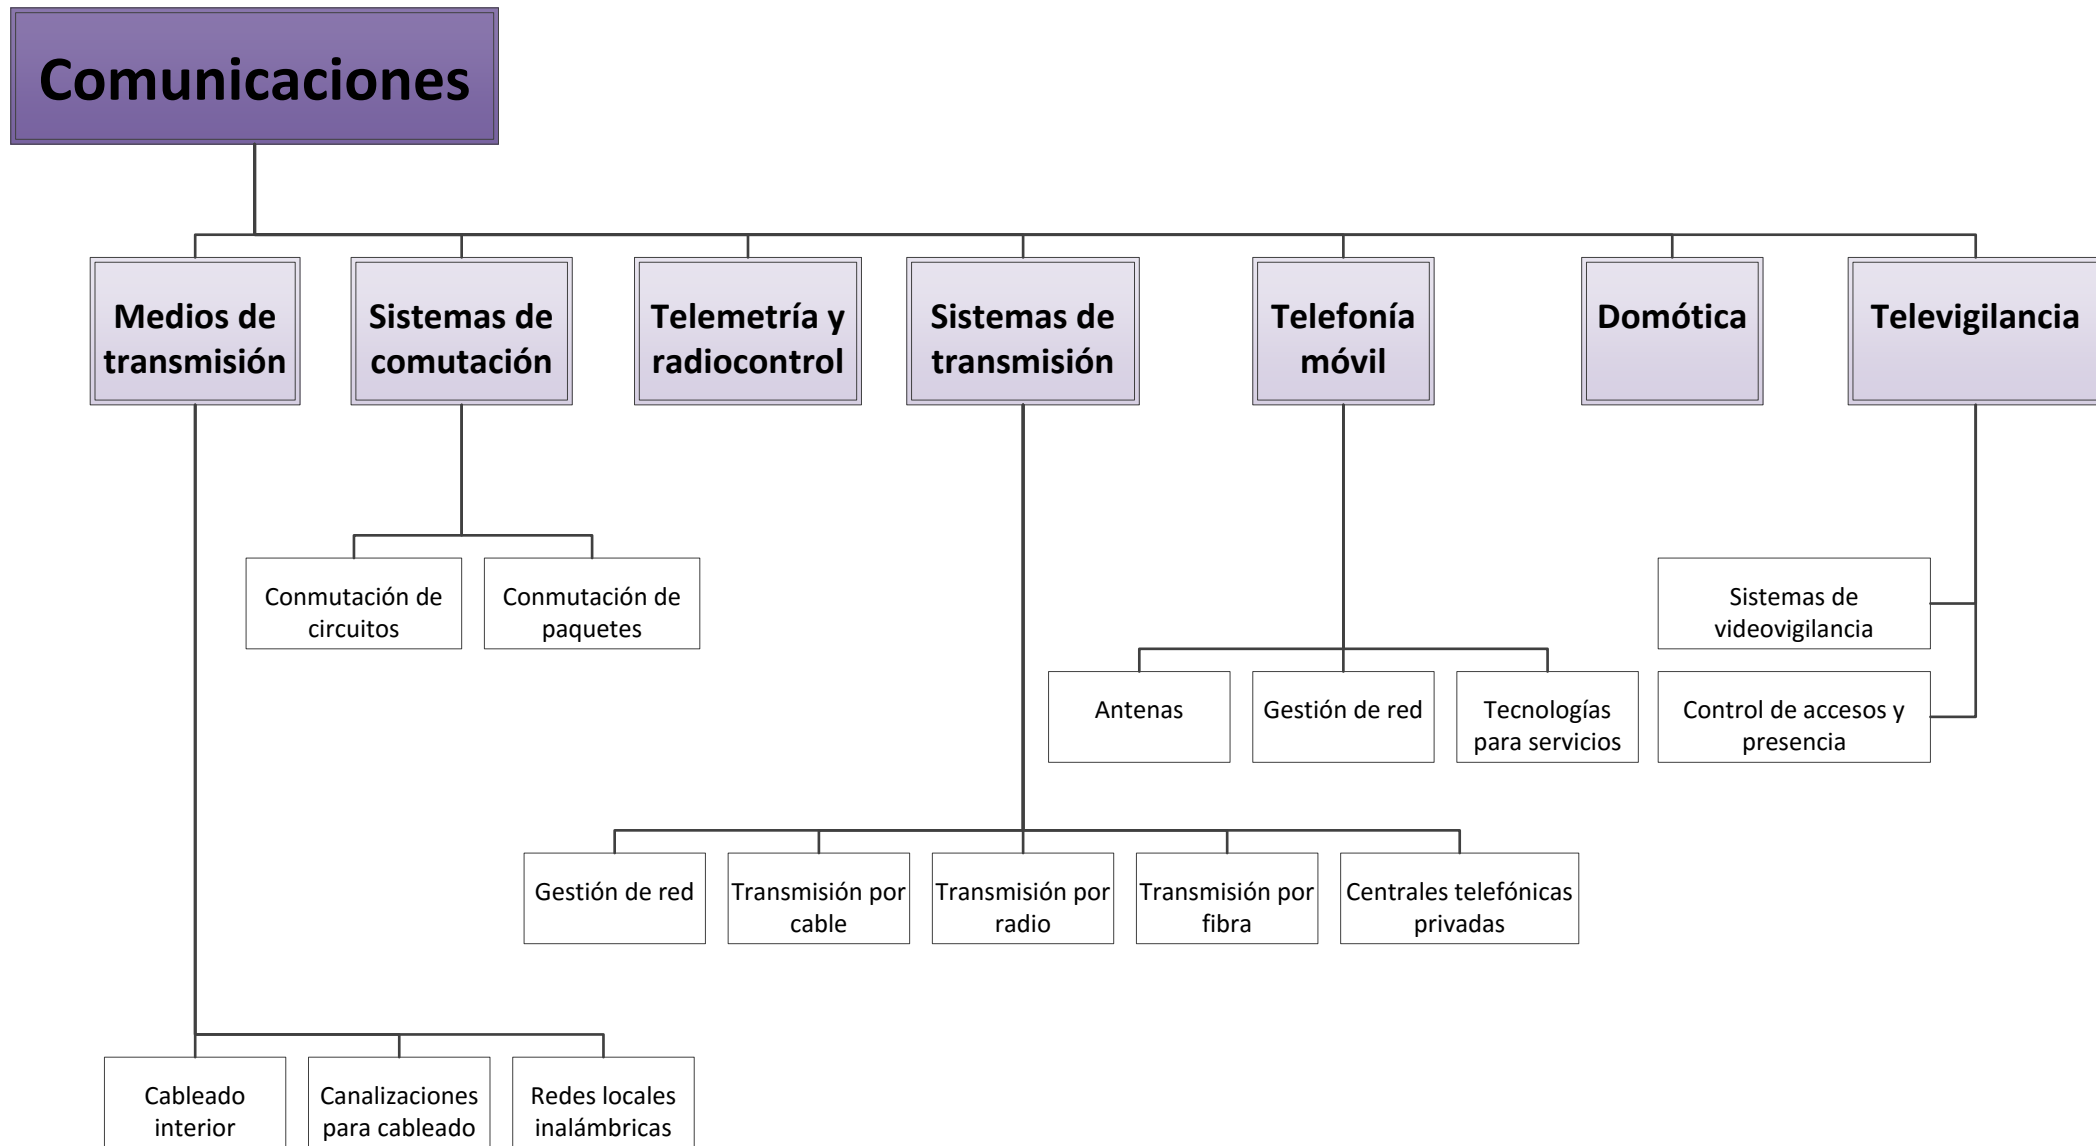 Comunicaciones
Medios de
transmisión
Sistemas de
comutación
Telemetría y
radiocontrol
Sistemas de
transmisión
Telefonía
móvil
Domótica
Televigilancia
Conmutación de
circuitos
Conmutación de
paquetes
Sistemas de
videovigilancia
Antenas
Gestión de red
Tecnologías
para servicios
Control de accesos y
presencia
Gestión de red
Transmisión por
cable
Transmisión por
radio
Transmisión por
fibra
Centrales telefónicas
privadas
Cableado
interior
Canalizaciones
para cableado
Redes locales
inalámbricas